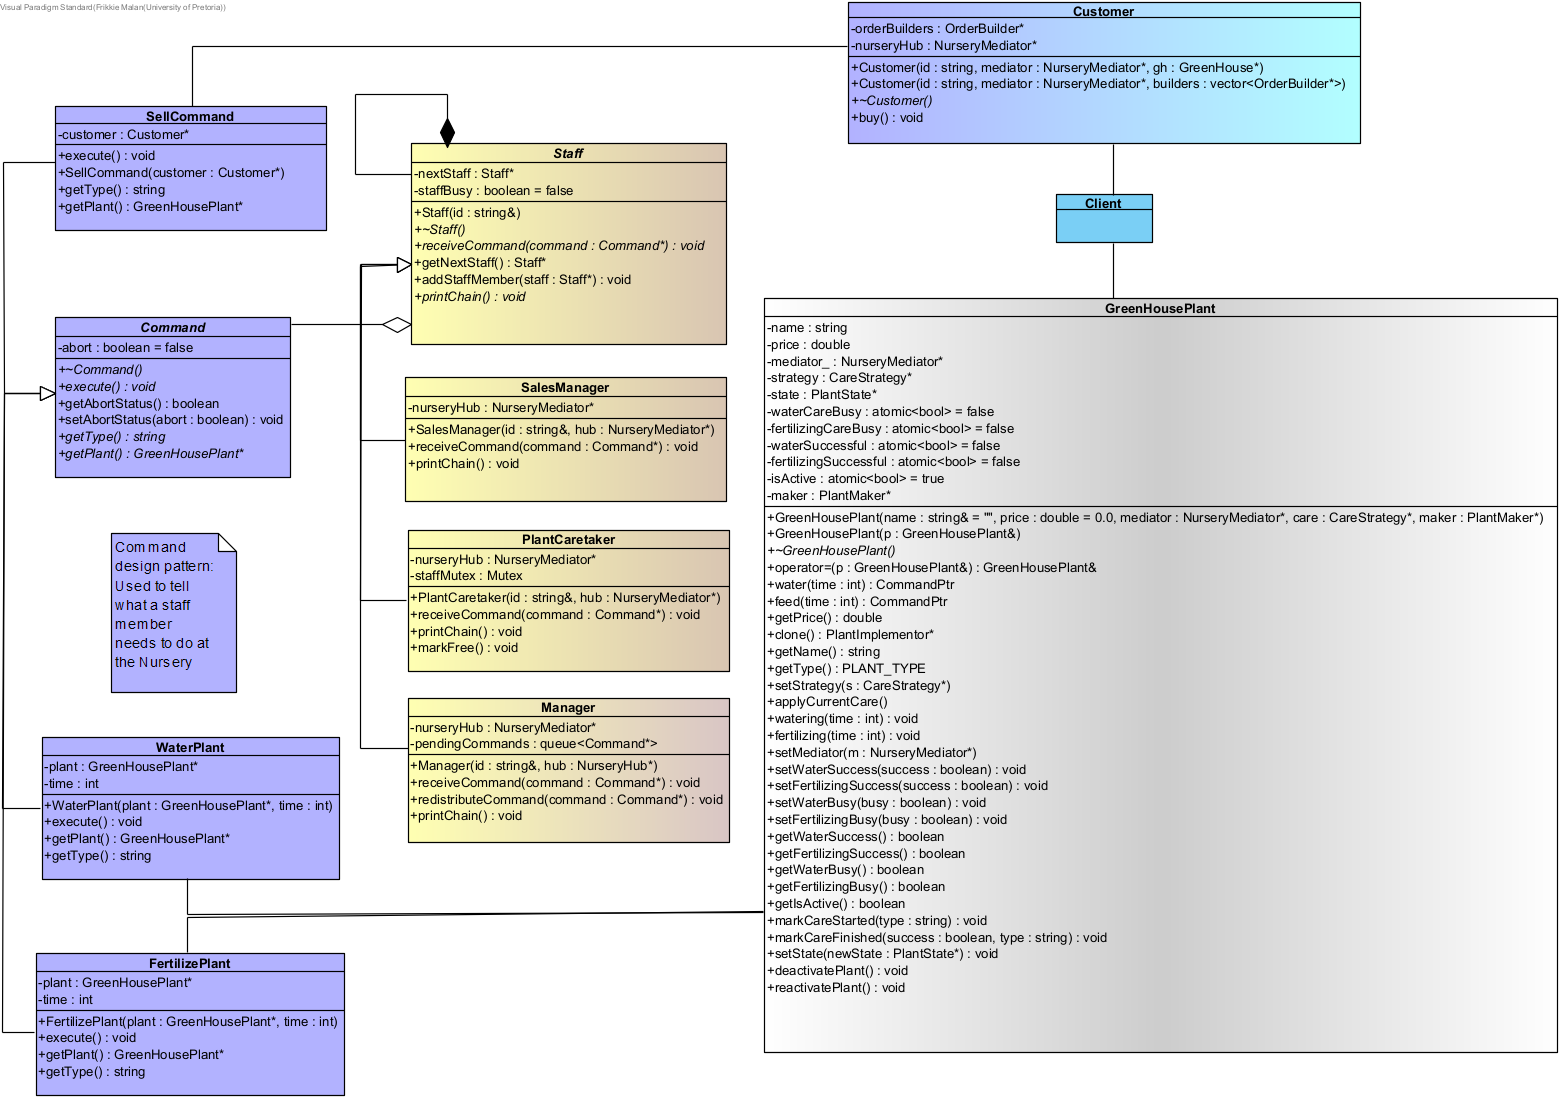 Visual Paradigm Standard(Frikkie Malan(University of Pretoria))
Customer
-orderBuilders : OrderBuilder*
-nurseryHub : NurseryMediator*
+Customer(id : string, mediator : NurseryMediator*, gh : GreenHouse*)
+Customer(id : string, mediator : NurseryMediator*, builders : vector<OrderBuilder*>)
+~Customer()
+buy() : void
SellCommand
-customer : Customer*
+execute() : void
+SellCommand(customer : Customer*)
+getType() : string
+getPlant() : GreenHousePlant*
Staff
-nextStaff : Staff*
-staffBusy : boolean = false
+Staff(id : string&)
+~Staff()
+receiveCommand(command : Command*) : void
+getNextStaff() : Staff*
+addStaffMember(staff : Staff*) : void
+printChain() : void
Client
Command
-abort : boolean = false
+~Command()
+execute() : void
+getAbortStatus() : boolean
+setAbortStatus(abort : boolean) : void
+getType() : string
+getPlant() : GreenHousePlant*
SalesManager
-nurseryHub : NurseryMediator*
+SalesManager(id : string&, hub : NurseryMediator*)
+receiveCommand(command : Command*) : void
+printChain() : void
GreenHousePlant
-name : string
-price : double
-mediator_ : NurseryMediator*
-strategy : CareStrategy*
-state : PlantState*
-waterCareBusy : atomic<bool> = false
-fertilizingCareBusy : atomic<bool> = false
-waterSuccessful : atomic<bool> = false
-fertilizingSuccessful : atomic<bool> = false
-isActive : atomic<bool> = true
-maker : PlantMaker*
+GreenHousePlant(name : string& = "", price : double = 0.0, mediator : NurseryMediator*, care : CareStrategy*, maker : PlantMaker*)
+GreenHousePlant(p : GreenHousePlant&)
+~GreenHousePlant()
+operator=(p : GreenHousePlant&) : GreenHousePlant&
+water(time : int) : CommandPtr
+feed(time : int) : CommandPtr
+getPrice() : double
+clone() : PlantImplementor*
+getName() : string
+getType() : PLANT_TYPE
+setStrategy(s : CareStrategy*)
+applyCurrentCare()
+watering(time : int) : void
+fertilizing(time : int) : void
+setMediator(m : NurseryMediator*)
+setWaterSuccess(success : boolean) : void
+setFertilizingSuccess(success : boolean) : void
+setWaterBusy(busy : boolean) : void
+setFertilizingBusy(busy : boolean) : void
+getWaterSuccess() : boolean
+getFertilizingSuccess() : boolean
+getWaterBusy() : boolean
+getFertilizingBusy() : boolean
+getIsActive() : boolean
+markCareStarted(type : string) : void
+markCareFinished(success : boolean, type : string) : void
+setState(newState : PlantState*) : void
+deactivatePlant() : void
+reactivatePlant() : void
Command
design pattern:
Used to tell
what a staff
member
needs to do at
the Nursery
PlantCaretaker
-nurseryHub : NurseryMediator*
-staffMutex : Mutex
+PlantCaretaker(id : string&, hub : NurseryMediator*)
+receiveCommand(command : Command*) : void
+printChain() : void
+markFree() : void
Manager
-nurseryHub : NurseryMediator*
-pendingCommands : queue<Command*>
+Manager(id : string&, hub : NurseryHub*)
+receiveCommand(command : Command*) : void
+redistributeCommand(command : Command*) : void
+printChain() : void
WaterPlant
-plant : GreenHousePlant*
-time : int
+WaterPlant(plant : GreenHousePlant*, time : int)
+execute() : void
+getPlant() : GreenHousePlant*
+getType() : string
FertilizePlant
-plant : GreenHousePlant*
-time : int
+FertilizePlant(plant : GreenHousePlant*, time : int)
+execute() : void
+getPlant() : GreenHousePlant*
+getType() : string